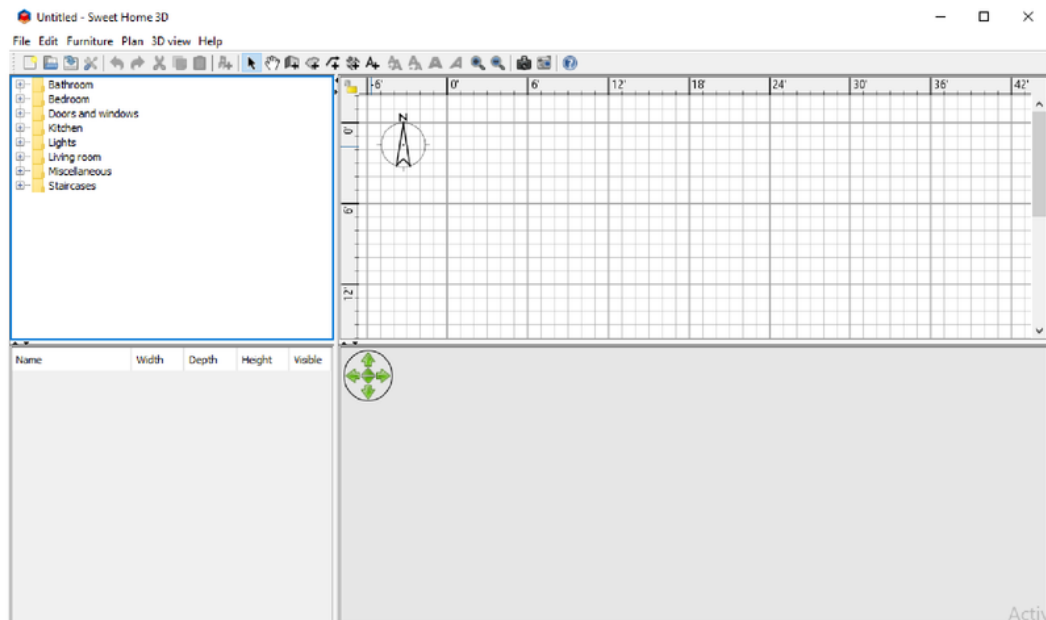 Untitled - Sweet Home 3D
File Edit Furniture Plan 3D view Help
Bathroom
Bedroom
Doors and windows
Kitchen
Lights
Living room
Miscellaneous
Staircases
-6' 0' 6' 12' 18' 24' 30' 36' 42'
N
0'
6'
12'
Name Width Depth Height Visible